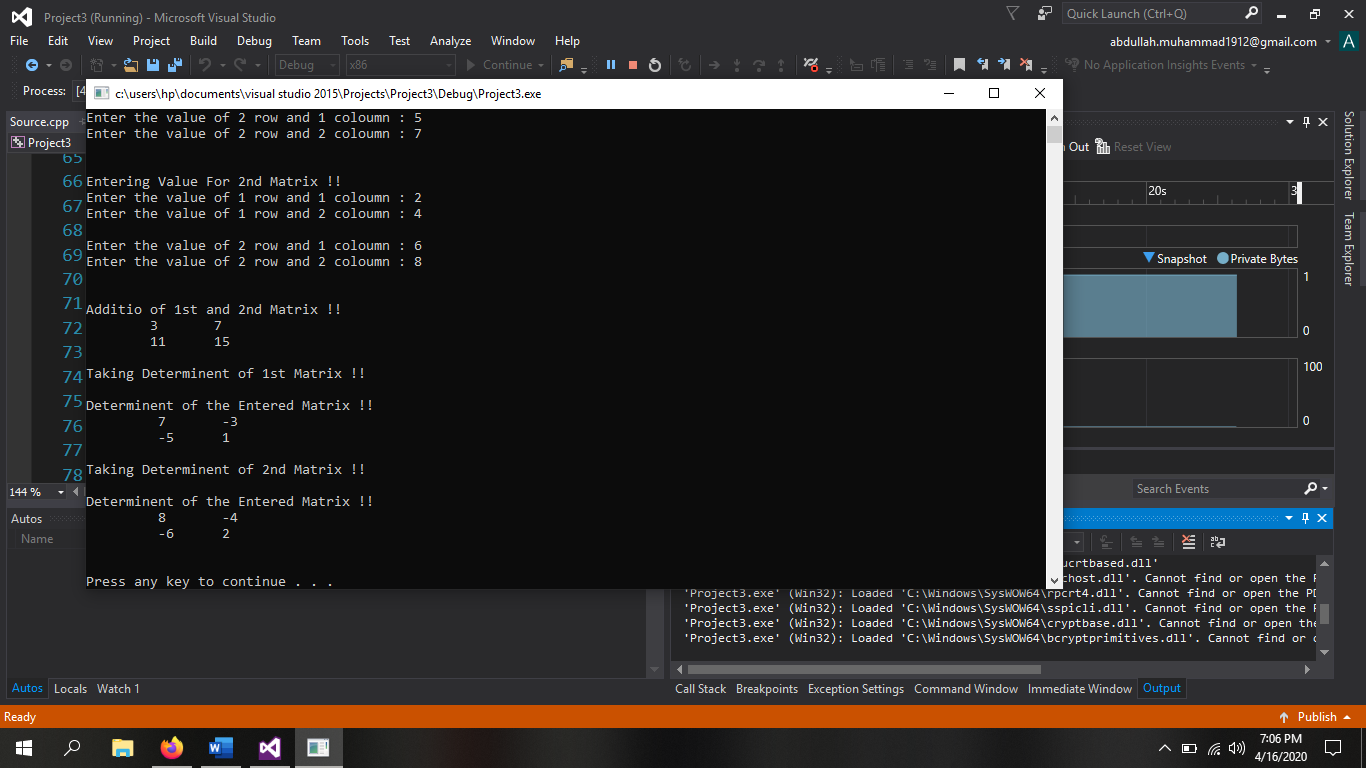 Project3 (Running) - Microsoft Visual Studio
Quick Launch (Ctrl+Q)
File Edit View Project Build Debug Team Tools Test Analyze Window Help
abdullah.muhammad1912@gmail.com
A
Debug x86 Continue
No Application Insights Events
Process: [4
c:\users\hp\documents\visual studio 2015\Projects\Project3\Debug\Project3.exe
Source.cpp
Project3
65
66
67
68
69
70
71
72
73
74
75
76
77
78
Enter the value of 2 row and 1 coloumn : 5
Enter the value of 2 row and 2 coloumn : 7
Entering Value For 2nd Matrix !!
Enter the value of 1 row and 1 coloumn : 2
Enter the value of 1 row and 2 coloumn : 4
Enter the value of 2 row and 1 coloumn : 6
Enter the value of 2 row and 2 coloumn : 8
Additio of 1st and 2nd Matrix !!
3 7
11 15
Taking Determinent of 1st Matrix !!
Determinent of the Entered Matrix !!
7 -3
-5 1
Taking Determinent of 2nd Matrix !!
Determinent of the Entered Matrix !!
8 -4
-6 2
Press any key to continue . . .
Out Reset View
20s 3
Snapshot Private Bytes
1
0
100
0
Search Events
Solution Explorer
Team Explorer
144 %
Autos
Name
ucrtbased.dll'
chost.dll'. Cannot find or open the P
'Project3.exe' (Win32): Loaded 'C:\Windows\SysWOW64\rpcrt4.dll'. Cannot find or open the PD
'Project3.exe' (Win32): Loaded 'C:\Windows\SysWOW64\sspicli.dll'. Cannot find or open the P
'Project3.exe' (Win32): Loaded 'C:\Windows\SysWOW64\cryptbase.dll'. Cannot find or open the
'Project3.exe' (Win32): Loaded 'C:\Windows\SysWOW64\bcryptprimitives.dll'. Cannot find or o
Autos Locals Watch 1
Call Stack Breakpoints Exception Settings Command Window Immediate Window Output
Ready
Publish
7:06 PM
4/16/2020